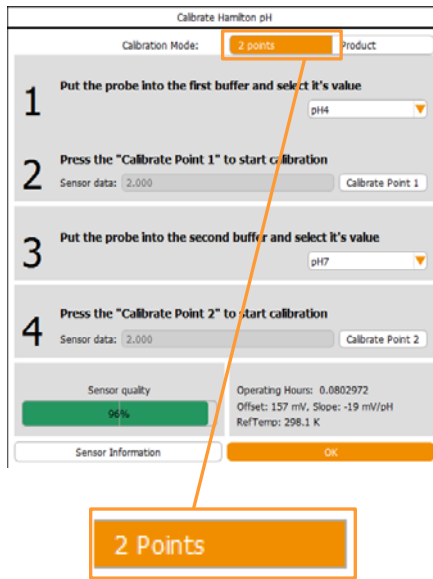 Calibrate Hamilton pH
Calibration Mode: 2 points Product
1 Put the probe into the first buffer and select it's value
pH4
2 Press the "Calibrate Point 1" to start calibration
Sensor data: 2.000 Calibrate Point 1
3 Put the probe into the second buffer and select it's value
pH7
4 Press the "Calibrate Point 2" to start calibration
Sensor data: 2.000 Calibrate Point 2
Sensor quality
96%
Operating Hours: 0.0802972
Offset: 157 mV, Slope: -19 mV/pH
RefTemp: 298.1 K
Sensor Information OK
2 Points